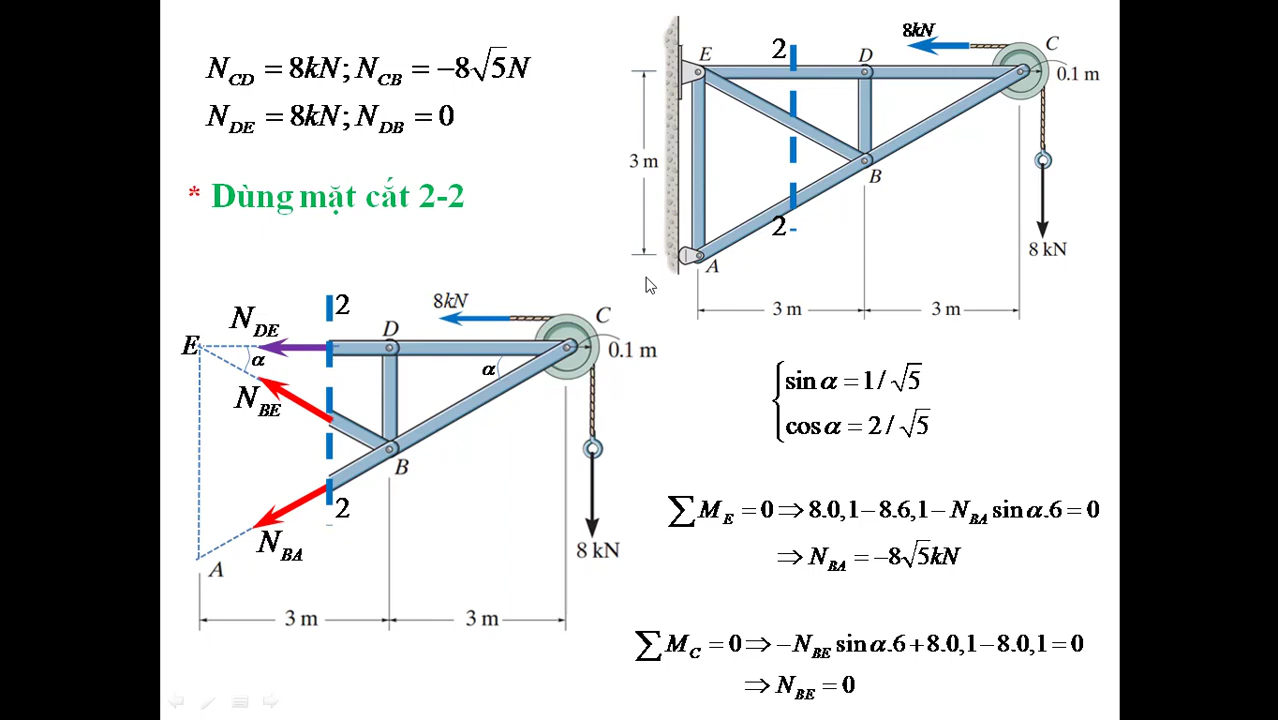 N_CD = 8kN; N_CB = −8√5N
N_DE = 8kN; N_DB = 0
* Dùng mặt cắt 2-2
8kN
2
E
D
C
0.1 m
3 m
B
2
A
8 kN
3 m
3 m
2
8kN
N_DE
D
C
E
α
α
0.1 m
N_BE
B
2
N_BA
8 kN
A
3 m
3 m
sin α = 1 / √5
cos α = 2 / √5
∑M_E = 0 ⇒ 8.0,1 − 8.6,1 − N_BA sin α.6 = 0
⇒ N_BA = −8√5kN
∑M_C = 0 ⇒ −N_BE sin α.6 + 8.0,1 − 8.0,1 = 0
⇒ N_BE = 0